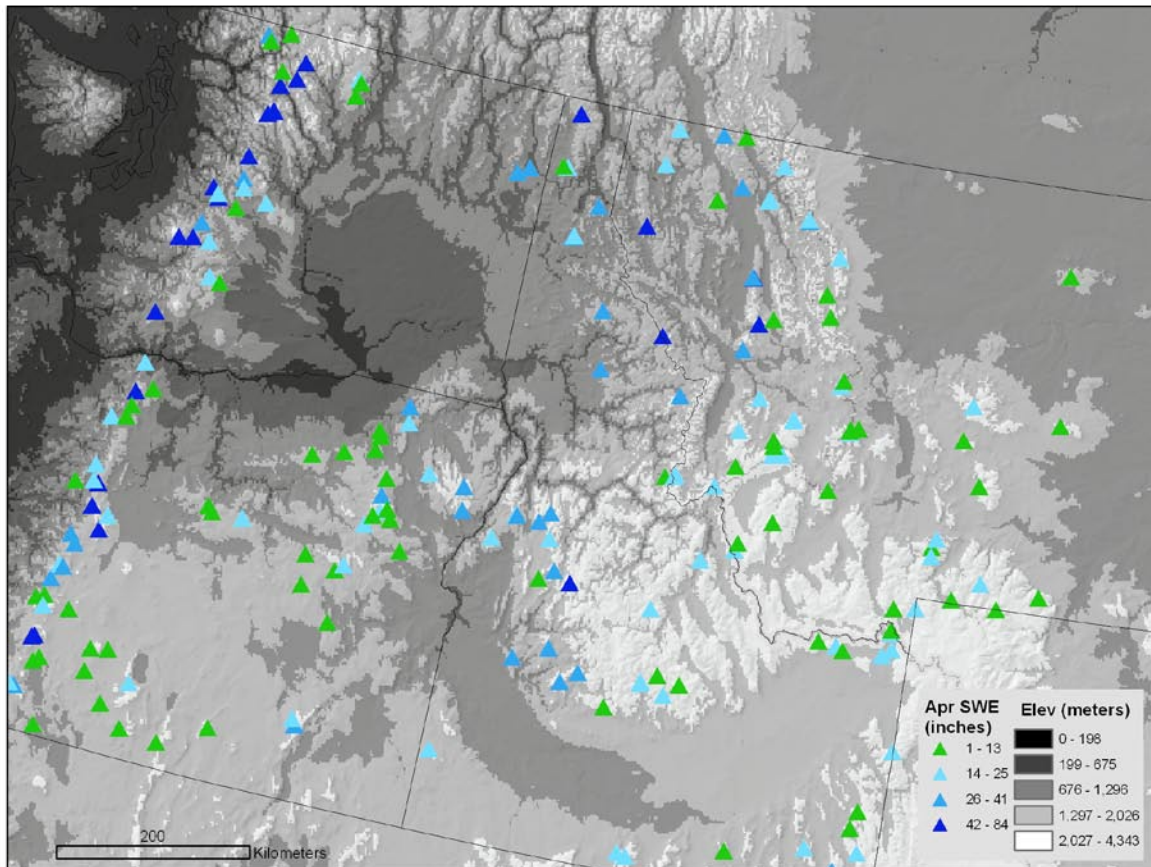 Apr SWE
(inches)
1 - 13
14 - 25
26 - 41
42 - 84
Elev (meters)
0 - 198
199 - 675
676 - 1,296
1.297 - 2,026
2,027 - 4,343
200
Kilometers